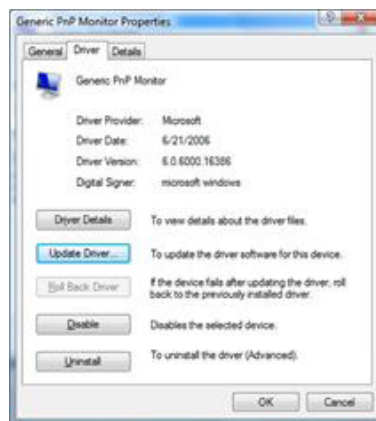 Generic PnP Monitor Properties
General Driver Details
Generic PnP Monitor
Driver Provider: Microsoft
Driver Date: 6/21/2006
Driver Version: 6.0.6000.16386
Digital Signer: microsoft windows
Driver Details To view details about the driver files.
Update Driver... To update the driver software for this device.
Roll Back Driver If the device fails after updating the driver, roll
back to the previously installed driver.
Disable Disables the selected device.
Uninstall To uninstall the driver (Advanced).
OK Cancel